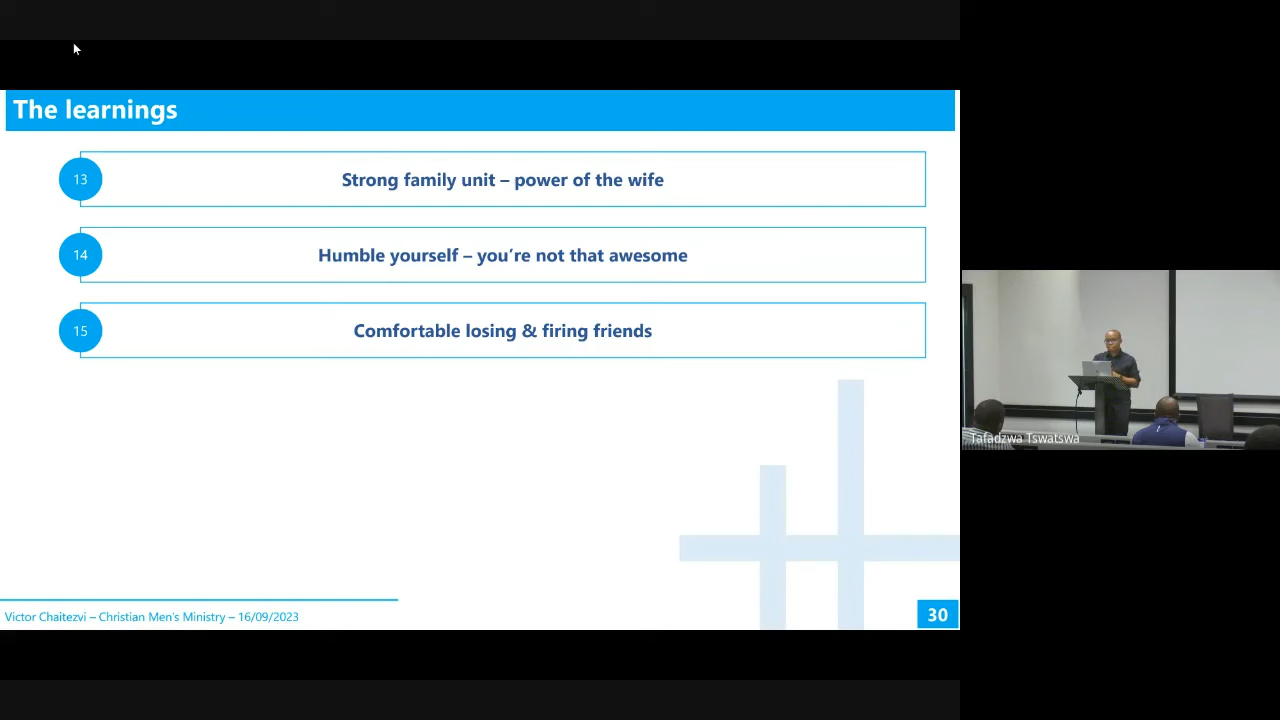 The learnings
13
Strong family unit – power of the wife
14
Humble yourself – you’re not that awesome
15
Comfortable losing & firing friends
Tafadzwa Tswatswa
Victor Chaitezvi – Christian Men's Ministry – 16/09/2023
30